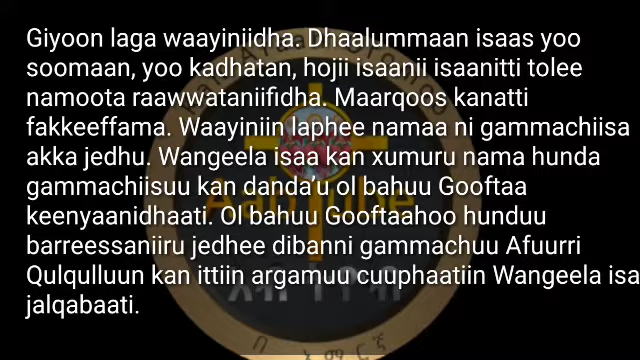 Giyoon laga waayiniidha. Dhaalummaan isaas yoo
soomaan, yoo kadhatan, hojii isaanii isaanitti tolee
namoota raawwataniifidha. Maarqoos kanatti
fakkeeffama. Waayiniin laphee namaa ni gammachiisa
akka jedhu. Wangeela isaa kan xumuru nama hunda
gammachiisuu kan danda’u ol bahuu Gooftaa
keenyaanidhaati. Ol bahuu Gooftaahoo hunduu
barreessaniiru jedhee dibanni gammachuu Afuurri
Qulqulluun kan ittiin argamuu cuuphaatiin Wangeela isa
jalqabaati.